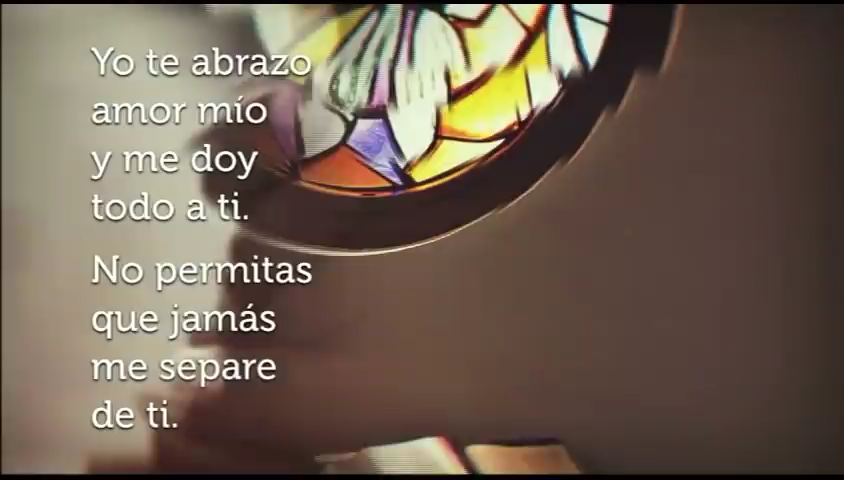 Yo te abrazo
amor mío
y me doy
todo a ti.
No permitas
que jamás
me separe
de ti.